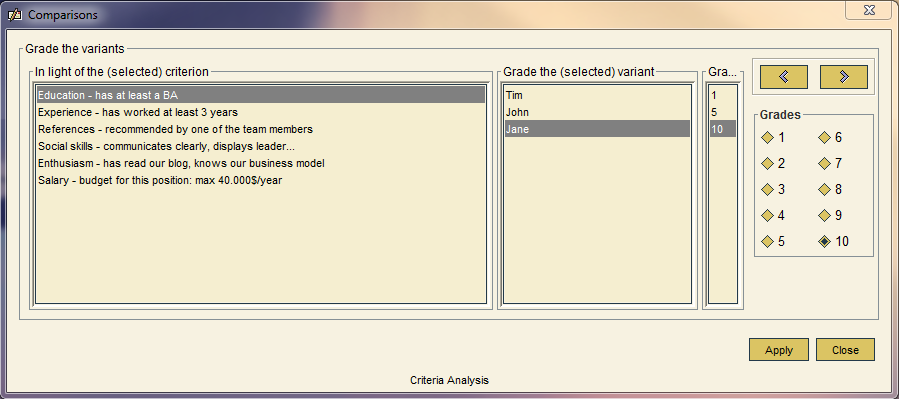 Comparisons
Grade the variants
In light of the (selected) criterion
Education - has at least a BA
Experience - has worked at least 3 years
References - recommended by one of the team members
Social skills - communicates clearly, displays leader...
Enthusiasm - has read our blog, knows our business model
Salary - budget for this position: max 40.000$/year
Grade the (selected) variant
Tim
John
Jane
Gra...
1
5
10
Grades
1 6
2 7
3 8
4 9
5 10
Apply Close
Criteria Analysis